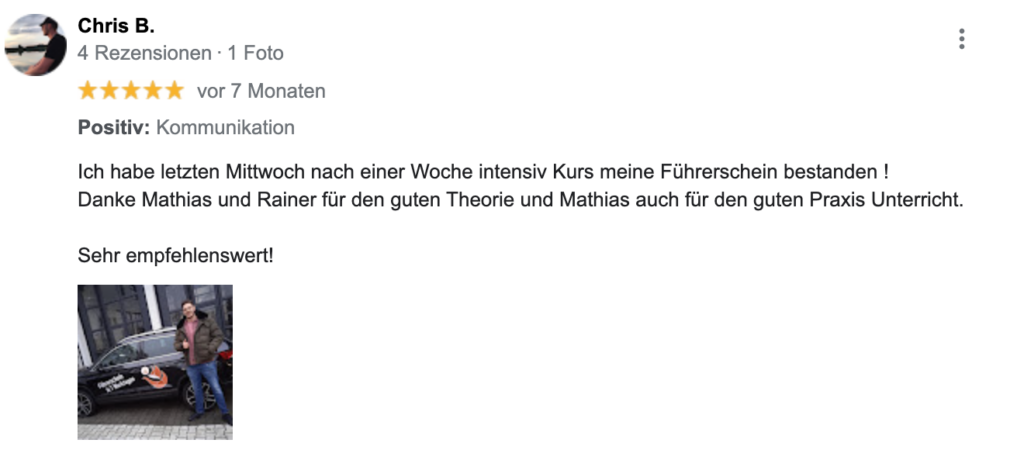 Chris B.
4 Rezensionen · 1 Foto
vor 7 Monaten
Positiv: Kommunikation
Ich habe letzten Mittwoch nach einer Woche intensiv Kurs meine Führerschein bestanden !
Danke Mathias und Rainer für den guten Theorie und Mathias auch für den guten Praxis Unterricht.
Sehr empfehlenswert!